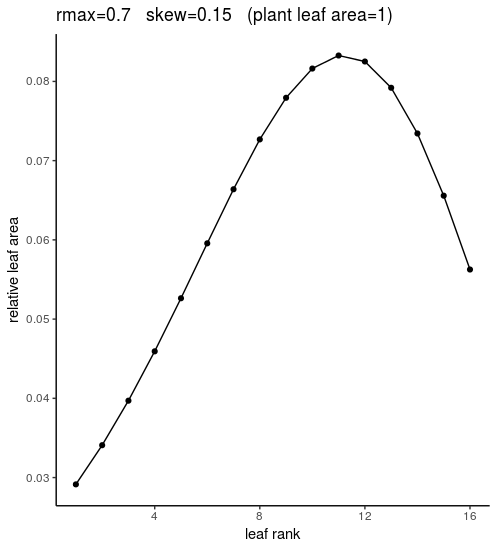 rmax=0.7 skew=0.15 (plant leaf area=1)
0.08
0.07
0.06
0.05
0.04
0.03
relative leaf area
4 8 12 16
leaf rank